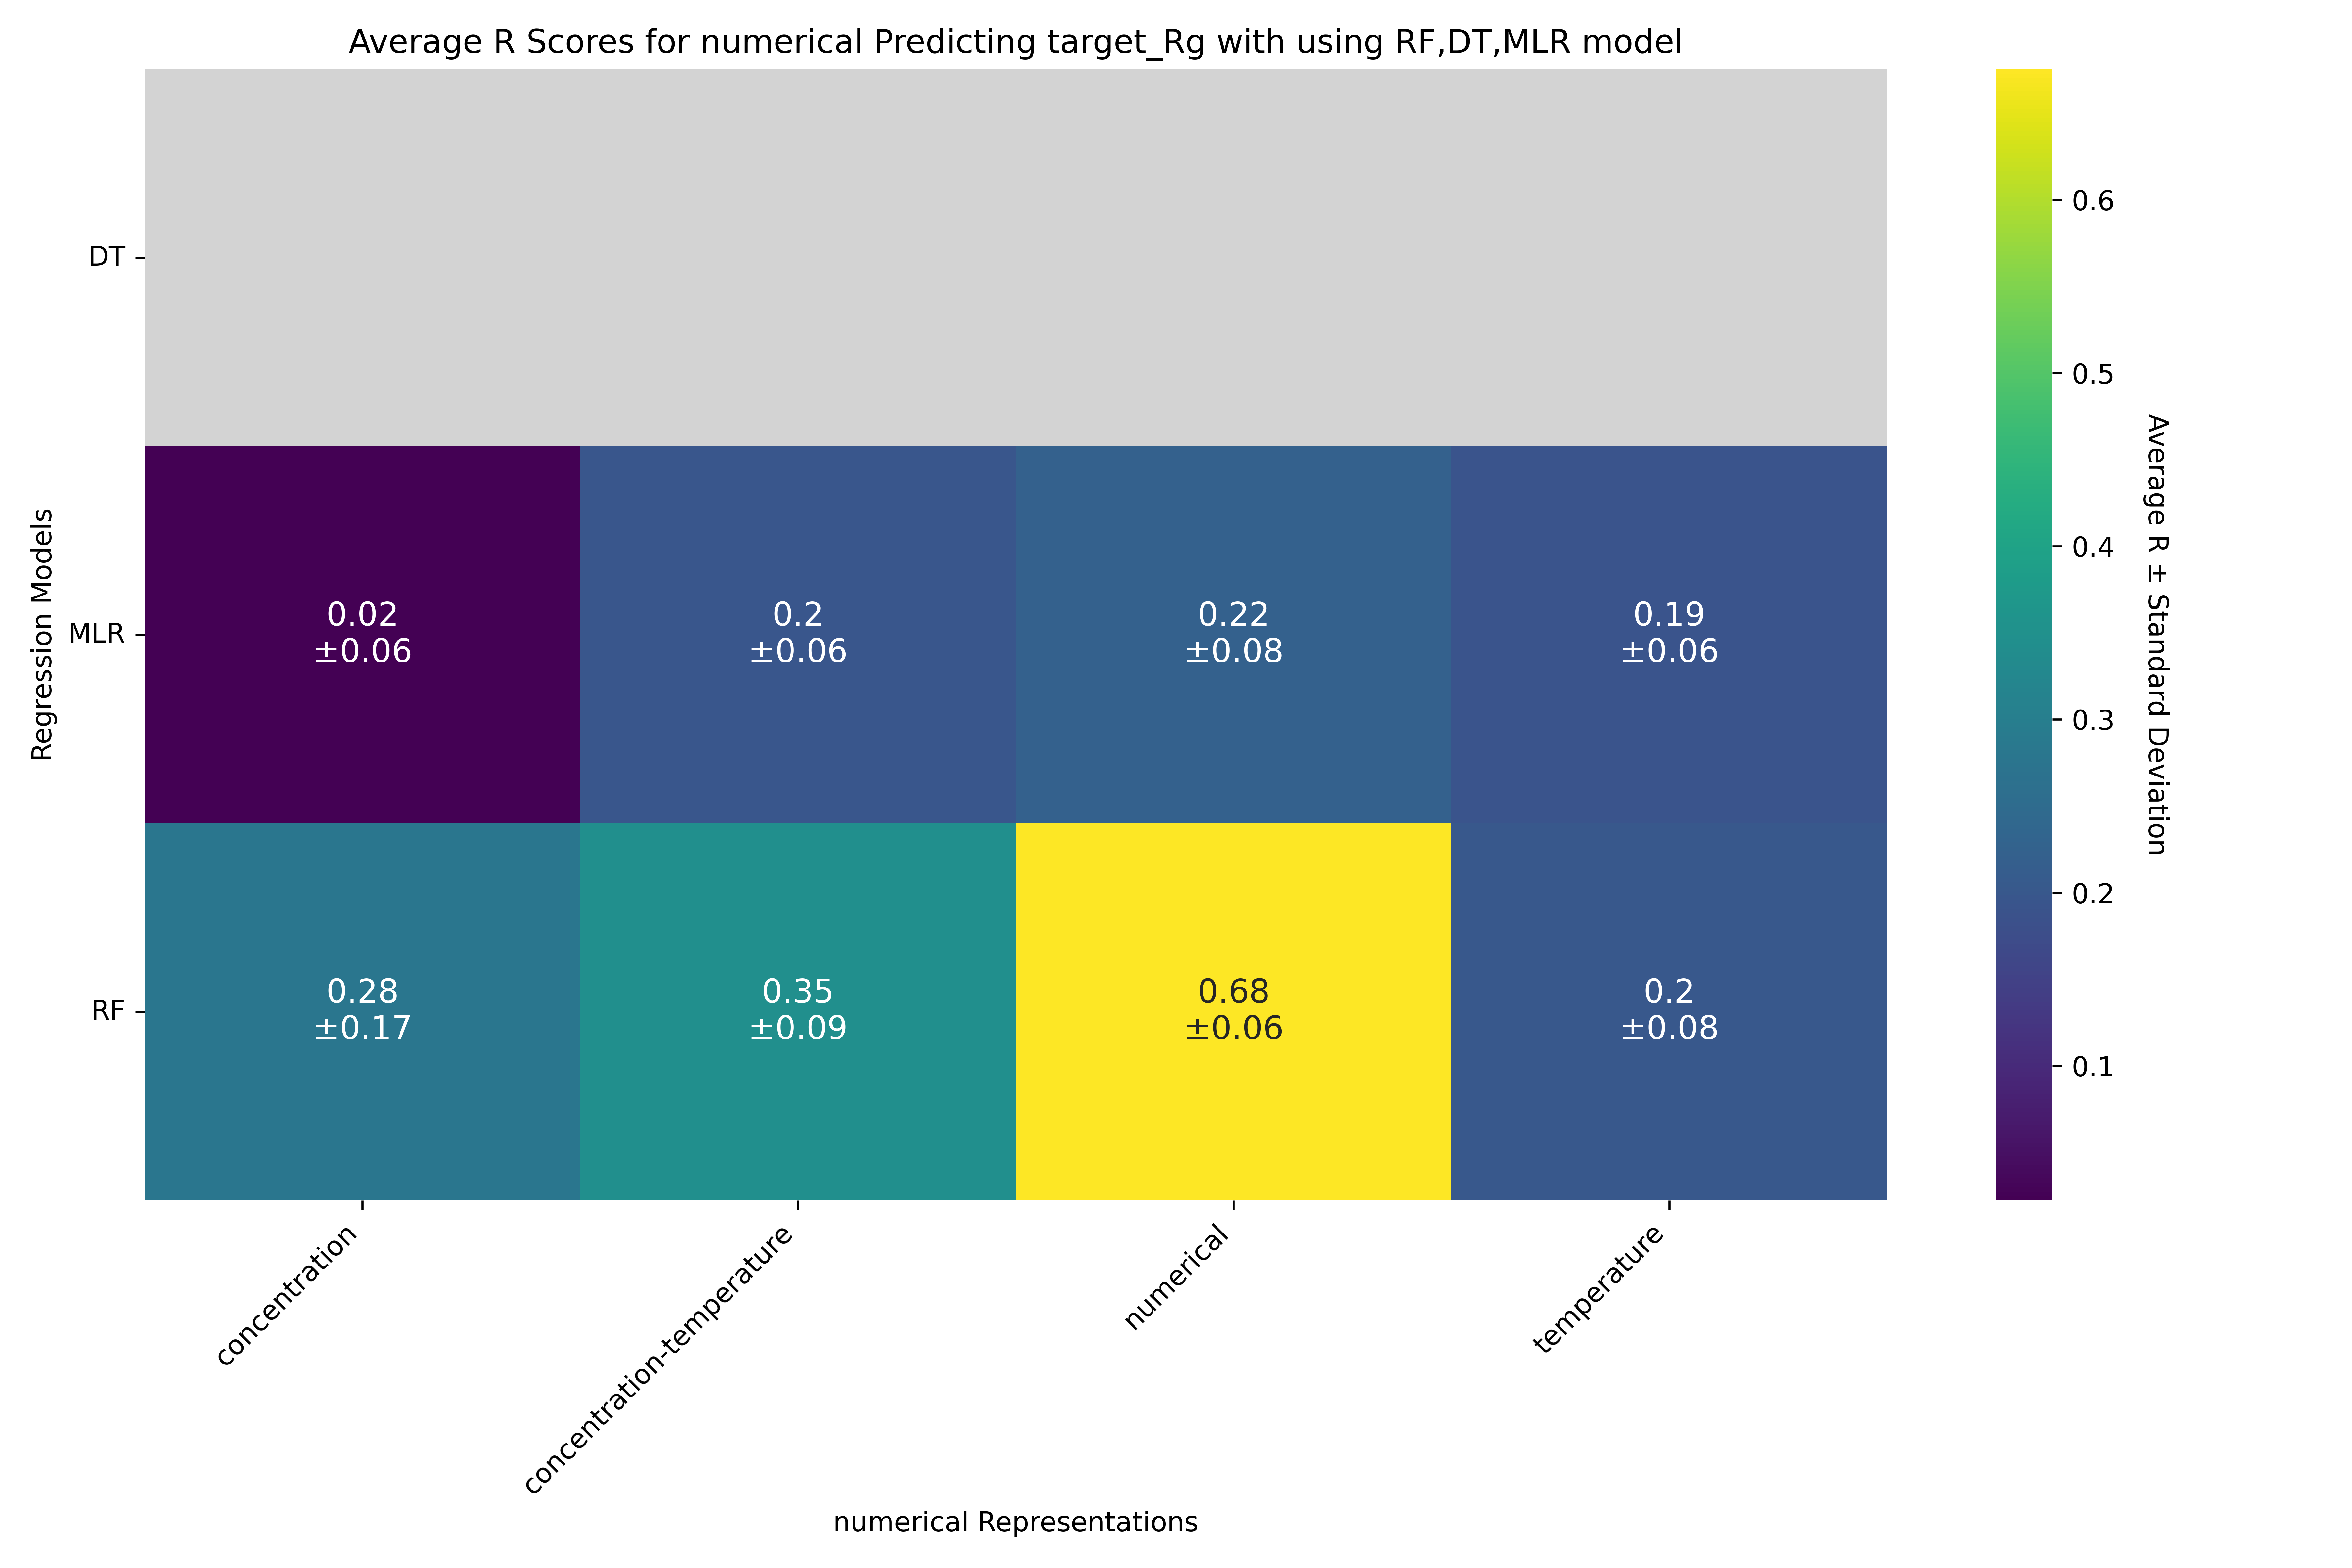 Average R Scores for numerical Predicting target_Rg with using RF,DT,MLR model
Regression Models
DT
MLR
RF
0.02
±0.06
0.2
±0.06
0.22
±0.08
0.19
±0.06
0.28
±0.17
0.35
±0.09
0.68
±0.06
0.2
±0.08
concentration
concentration-temperature
numerical
temperature
numerical Representations
0.6
0.5
0.4
0.3
0.2
0.1
Average R ± Standard Deviation